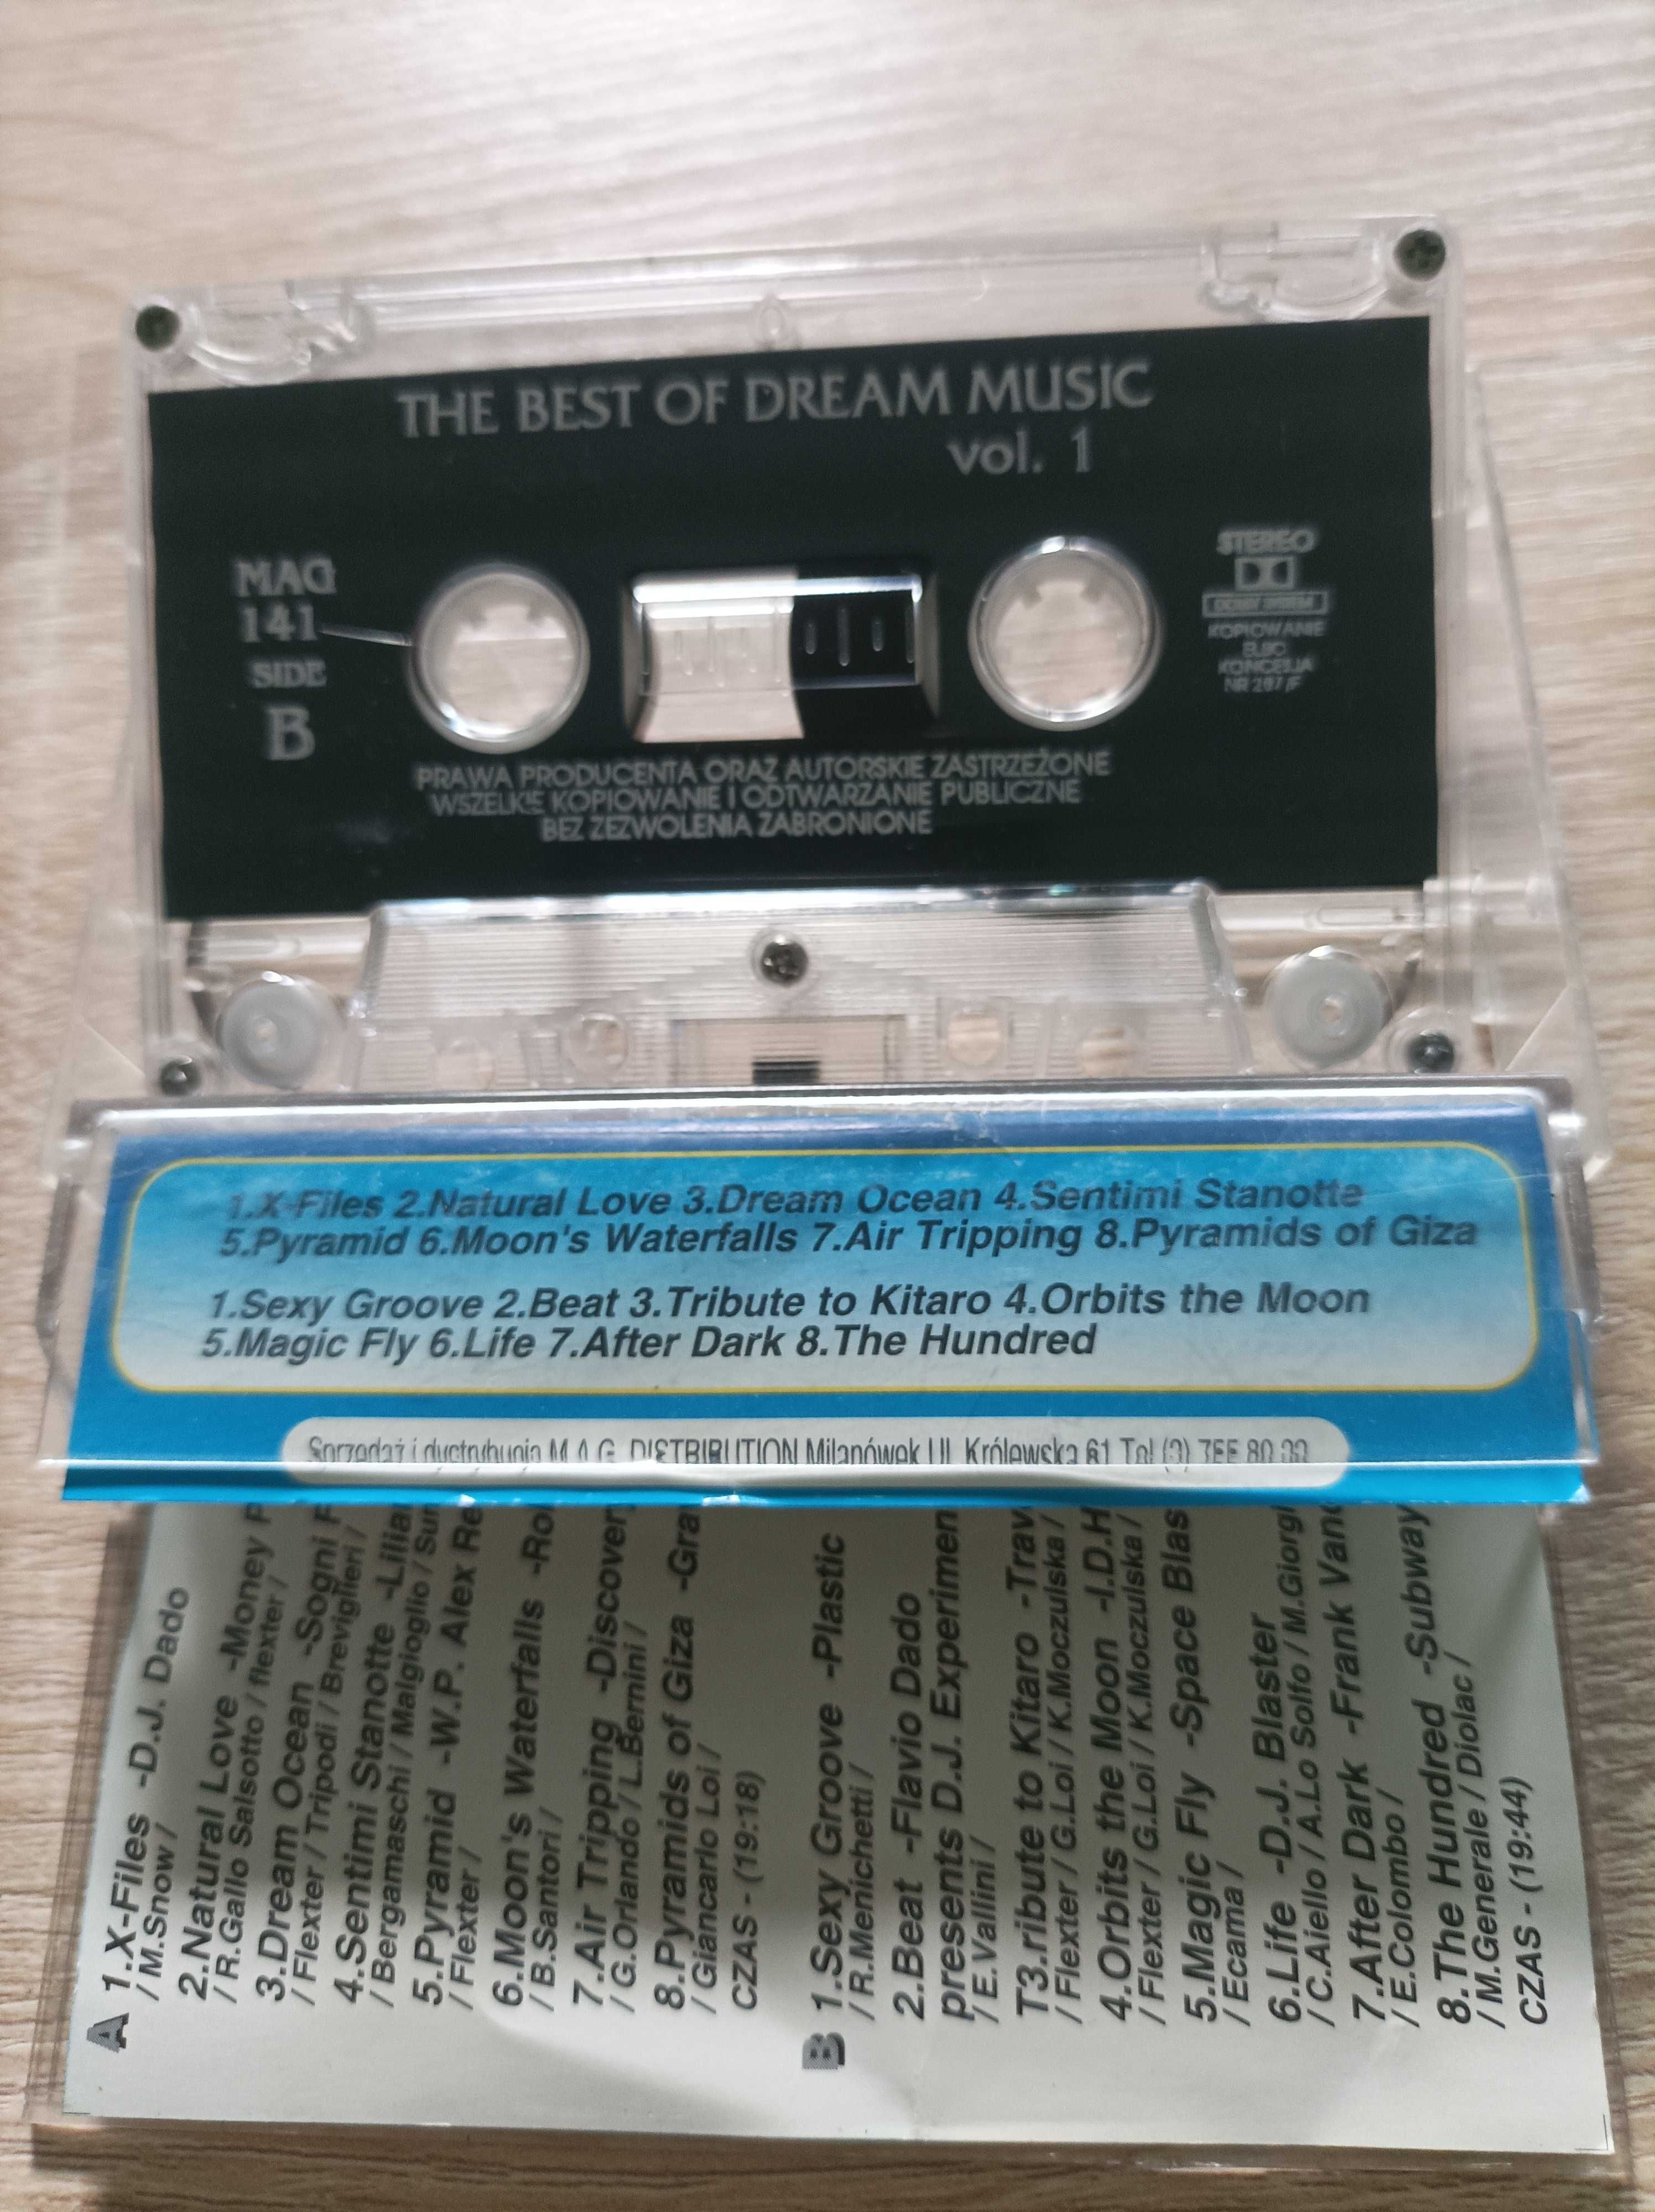 THE BEST OF DREAM MUSIC
vol. 1
MAG
141
SIDE
B
STEREO
KOPIOWANIE
ELBO
KONCESJA
NR 267/F
PRAWA PRODUCENTA ORAZ AUTORSKIE ZASTRZEŻONE
WSZELKIE KOPIOWANIE I ODTWARZANIE PUBLICZNE
BEZ ZEZWOLENIA ZABRONIONE
1.X-Files 2.Natural Love 3.Dream Ocean 4.Sentimi Stanotte
5.Pyramid 6.Moon's Waterfalls 7.Air Tripping 8.Pyramids of Giza
1.Sexy Groove 2.Beat 3.Tribute to Kitaro 4.Orbits the Moon
5.Magic Fly 6.Life 7.After Dark 8.The Hundred
Sprzedaż i dystrybucja M.A.G. DISTRIBUTION Milanówek Ul. Królewska 61 Tel
A 1.X-Files -D.J. Dado
/ M.Snow /
2.Natural Love -Money
/ R.Gallo Salsotto / flexter /
3.Dream Ocean -Sogni
/ Flexter / Tripodi / Breviglieri /
4.Sentimi Stanotte
/ Bergamaschi / Malgioglio /
5.Pyramid -W.P. Alex
/ Flexter /
6.Moon's Waterfalls
/ B.Santori /
7.Air Tripping -Discovery
/ G.Orlando / L.Bernini /
8.Pyramids of Giza
/ Giancarlo Loi /
CZAS - (19:18)
B 1.Sexy Groove -Plastic
/ R.Menichetti /
2.Beat -Flavio Dado
presents D.J. Experimen
/ E.Vallini /
T3.ribute to Kitaro -Trav
/ Flexter / G.Loi / K.Moczulska /
4.Orbits the Moon -I.D.H
/ Flexter / G.Loi / K.Moczulska /
5.Magic Fly -Space Blas
/ Ecama /
6.Life -D.J. Blaster
/ C.Aiello / A.Lo Solfo / M.Giorgi
7.After Dark -Frank
/ E.Colombo /
8.The Hundred -Subway
/ M.Generale / Diolac /
CZAS - (19:44)